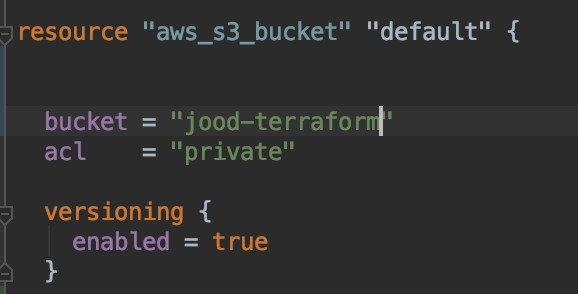 resource "aws_s3_bucket" "default" {
bucket = "jood-terraform"
acl    = "private"
versioning {
enabled = true
}